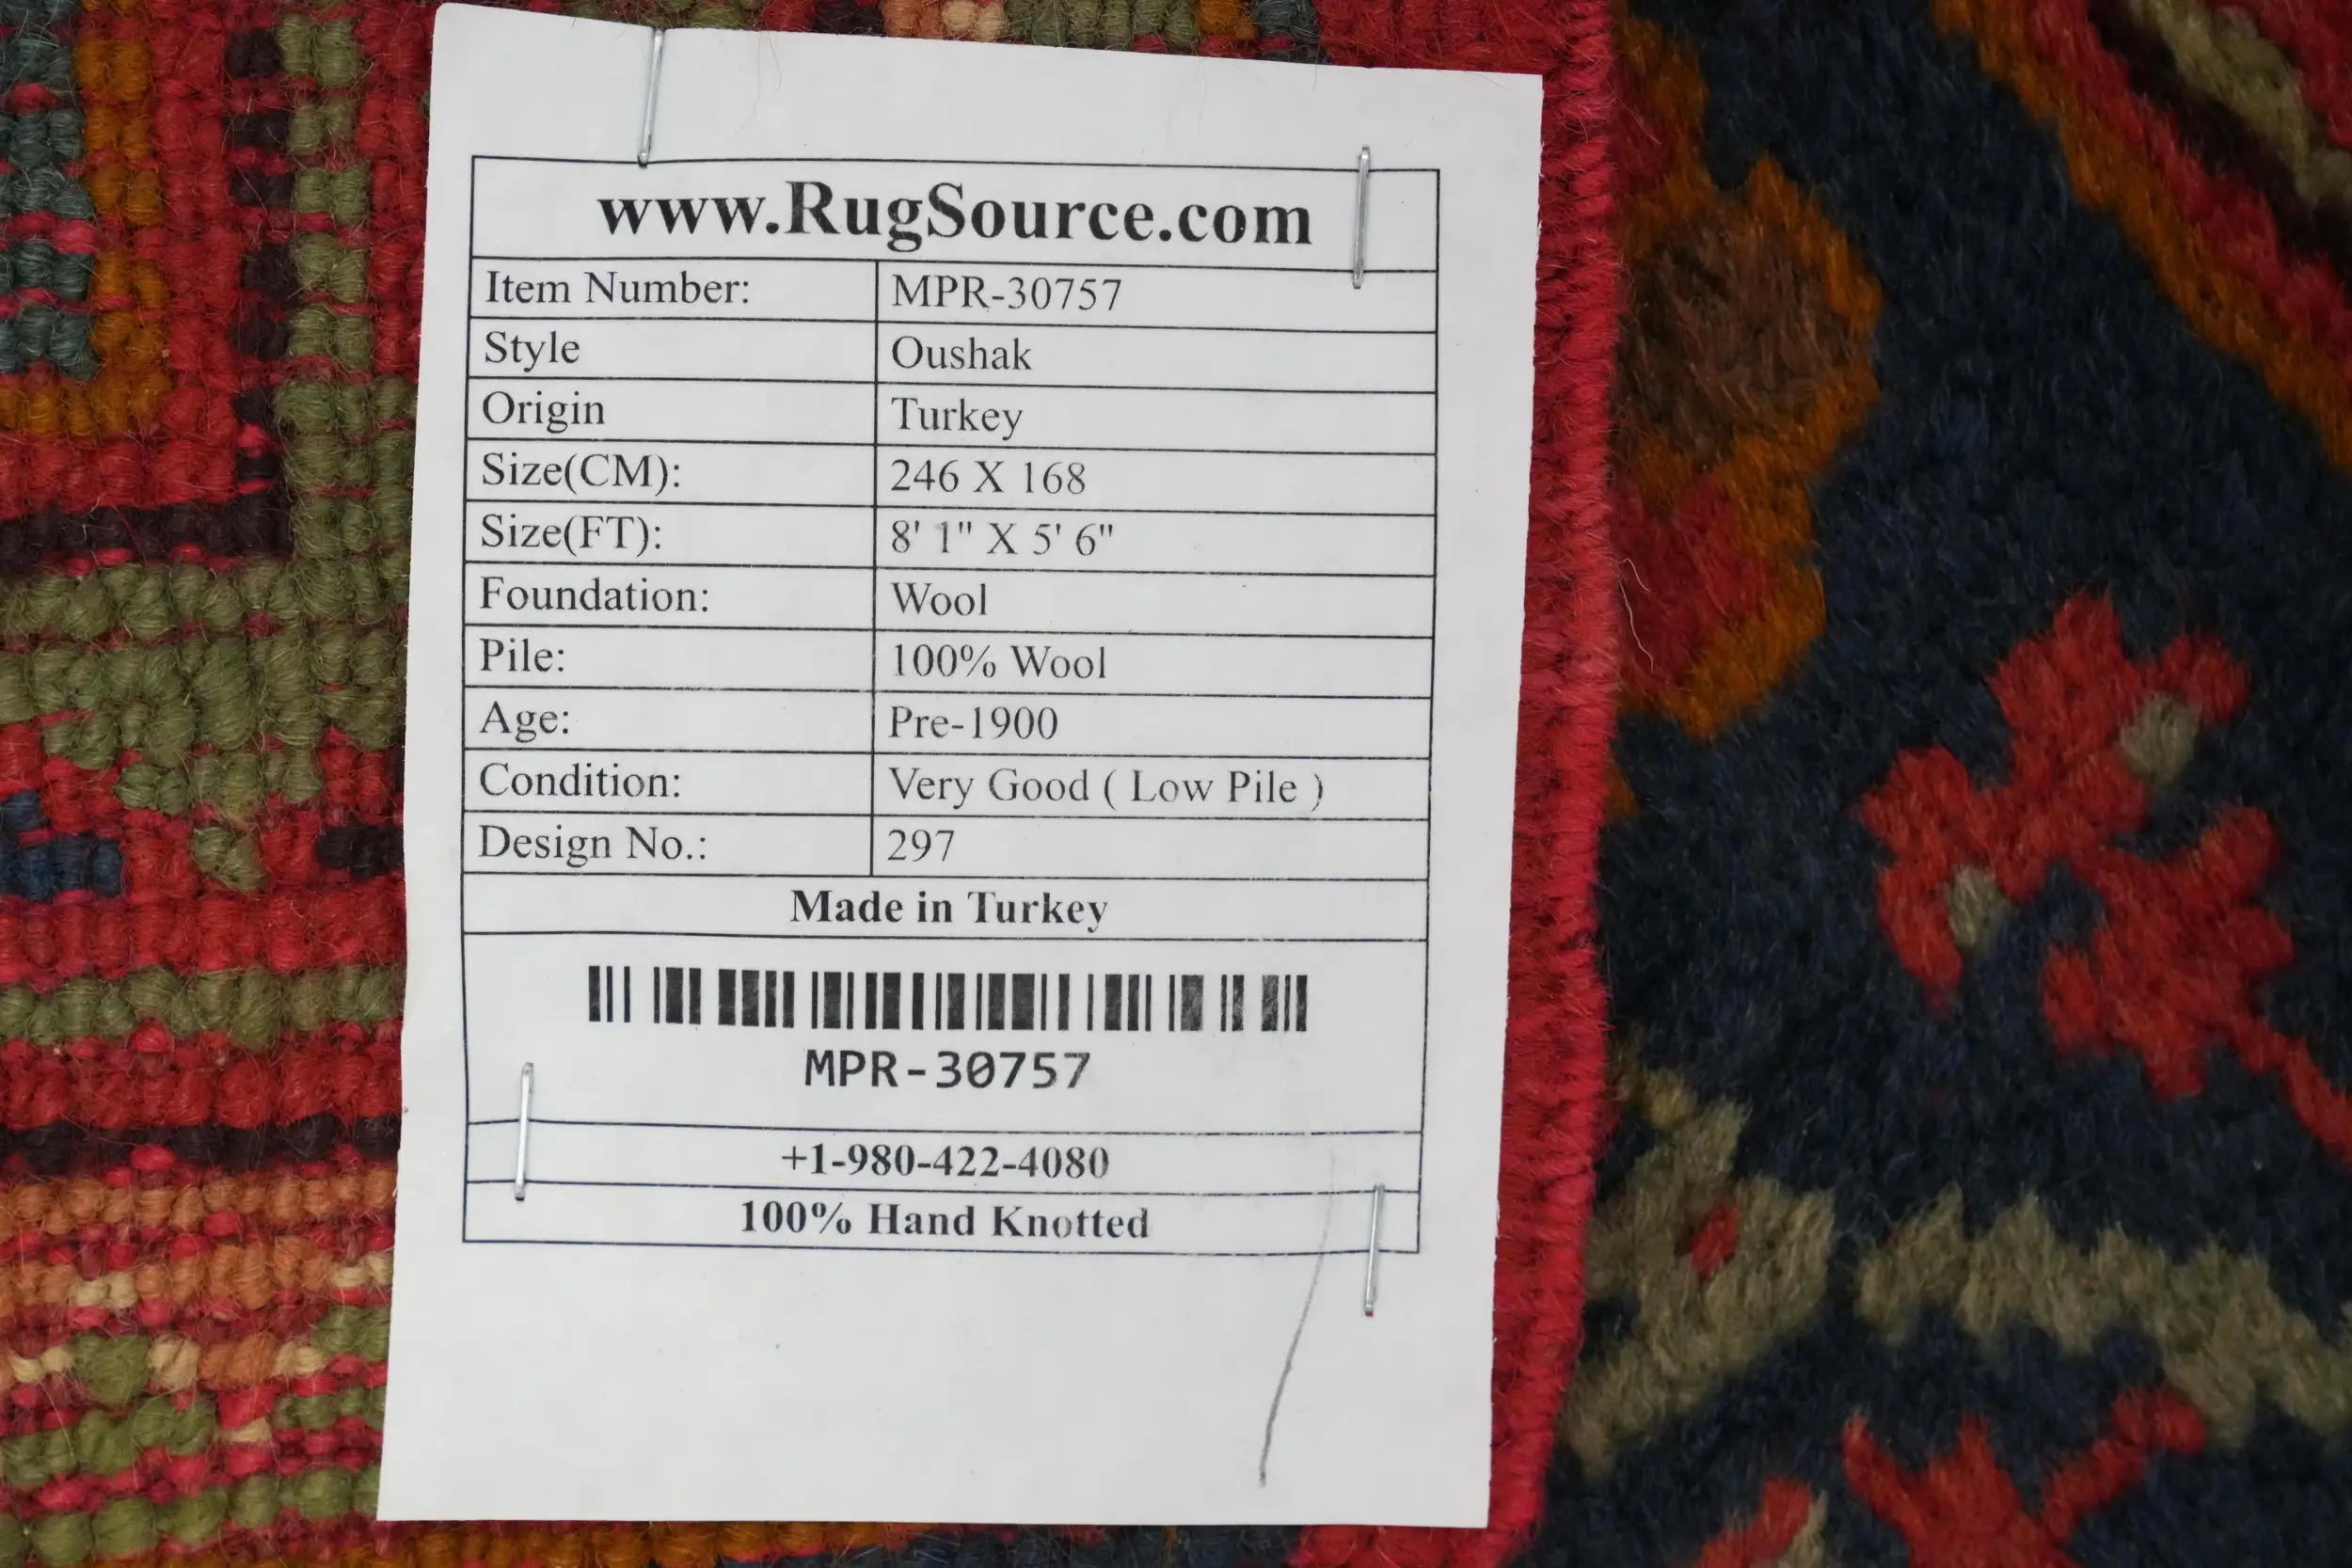 www.RugSource.com
Item Number: MPR-30757
Style Oushak
Origin Turkey
Size(CM): 246 X 168
Size(FT): 8' 1" X 5' 6"
Foundation: Wool
Pile: 100% Wool
Age: Pre-1900
Condition: Very Good ( Low Pile )
Design No.: 297
Made in Turkey
MPR-30757
+1-980-422-4080
100% Hand Knotted